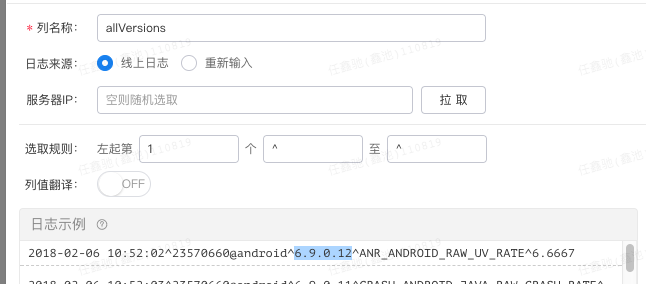 * 列名称: allVersions
日志来源: 线上日志 重新输入
服务器IP: 空则随机选取 拉 取
选取规则: 左起第 1 个 ^ 至 ^
列值翻译: OFF
日志示例
2018-02-06 10:52:02^23570660@android^6.9.0.12^ANR_ANDROID_RAW_UV_RATE^6.6667